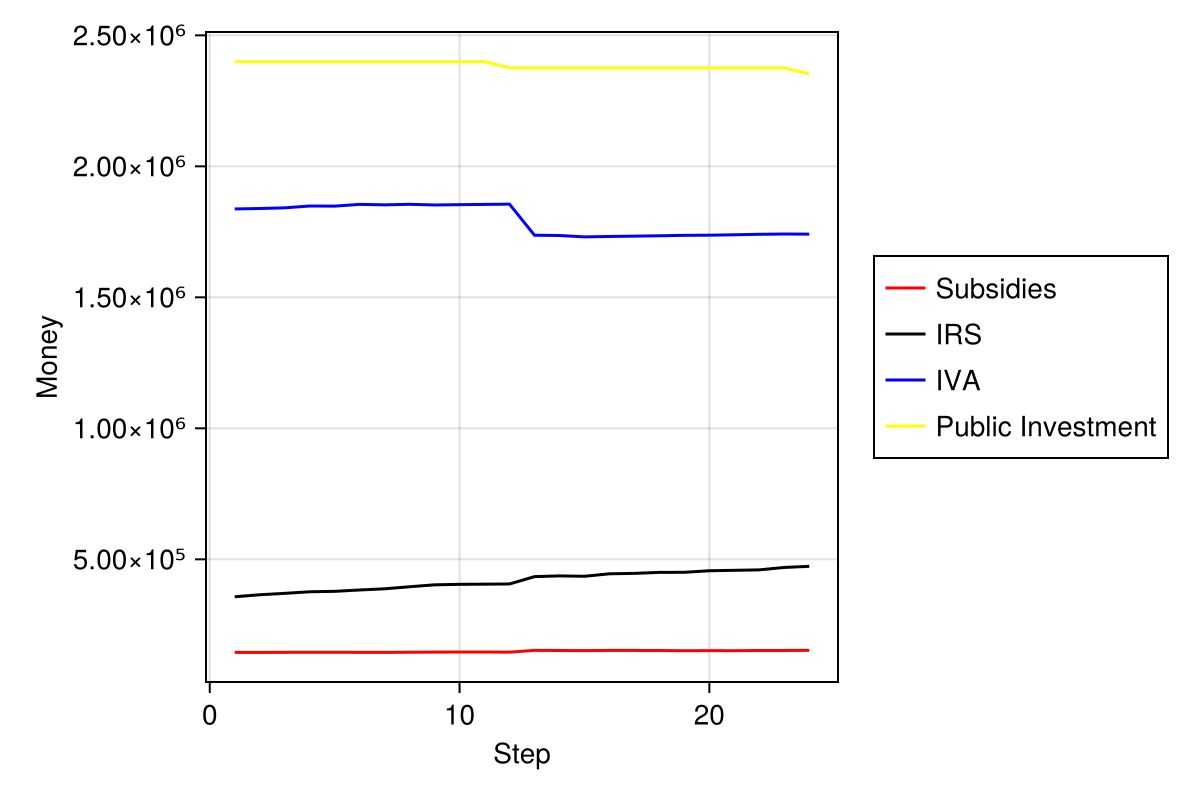 2.50×10⁶
2.00×10⁶
1.50×10⁶
1.00×10⁶
5.00×10⁵
Money
0 10 20
Step
Subsidies
IRS
IVA
Public Investment